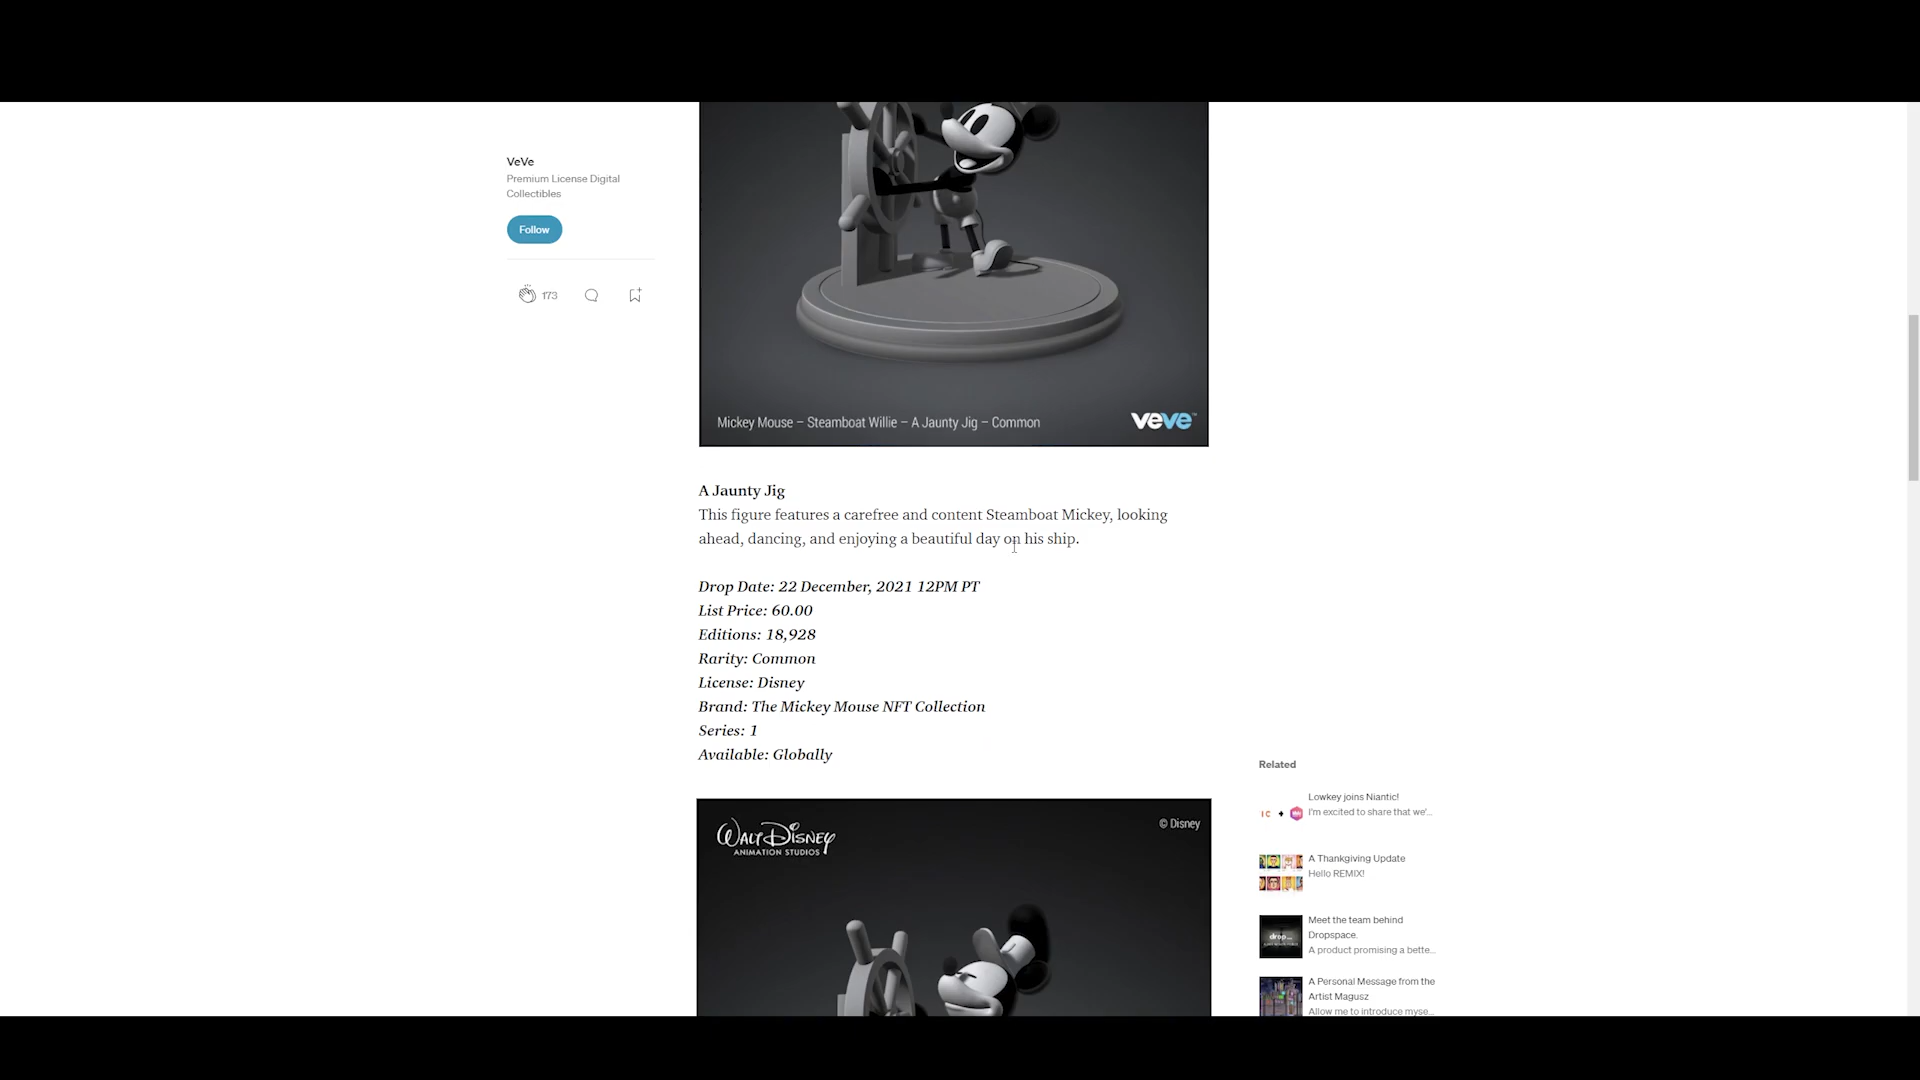 VeVe
Premium License Digital
Collectibles
Follow
173
Mickey Mouse – Steamboat Willie – A Jaunty Jig – Common
veve™
A Jaunty Jig
This figure features a carefree and content Steamboat Mickey, looking
ahead, dancing, and enjoying a beautiful day on his ship.
Drop Date: 22 December, 2021 12PM PT
List Price: 60.00
Editions: 18,928
Rarity: Common
License: Disney
Brand: The Mickey Mouse NFT Collection
Series: 1
Available: Globally
WALT DISNEY
ANIMATION STUDIOS
© Disney
Related
Lowkey joins Niantic!
I'm excited to share that we'...
A Thankgiving Update
Hello REMIX!
Meet the team behind
Dropspace.
A product promising a bette...
A Personal Message from the
Artist Magusz
Allow me to introduce myse...